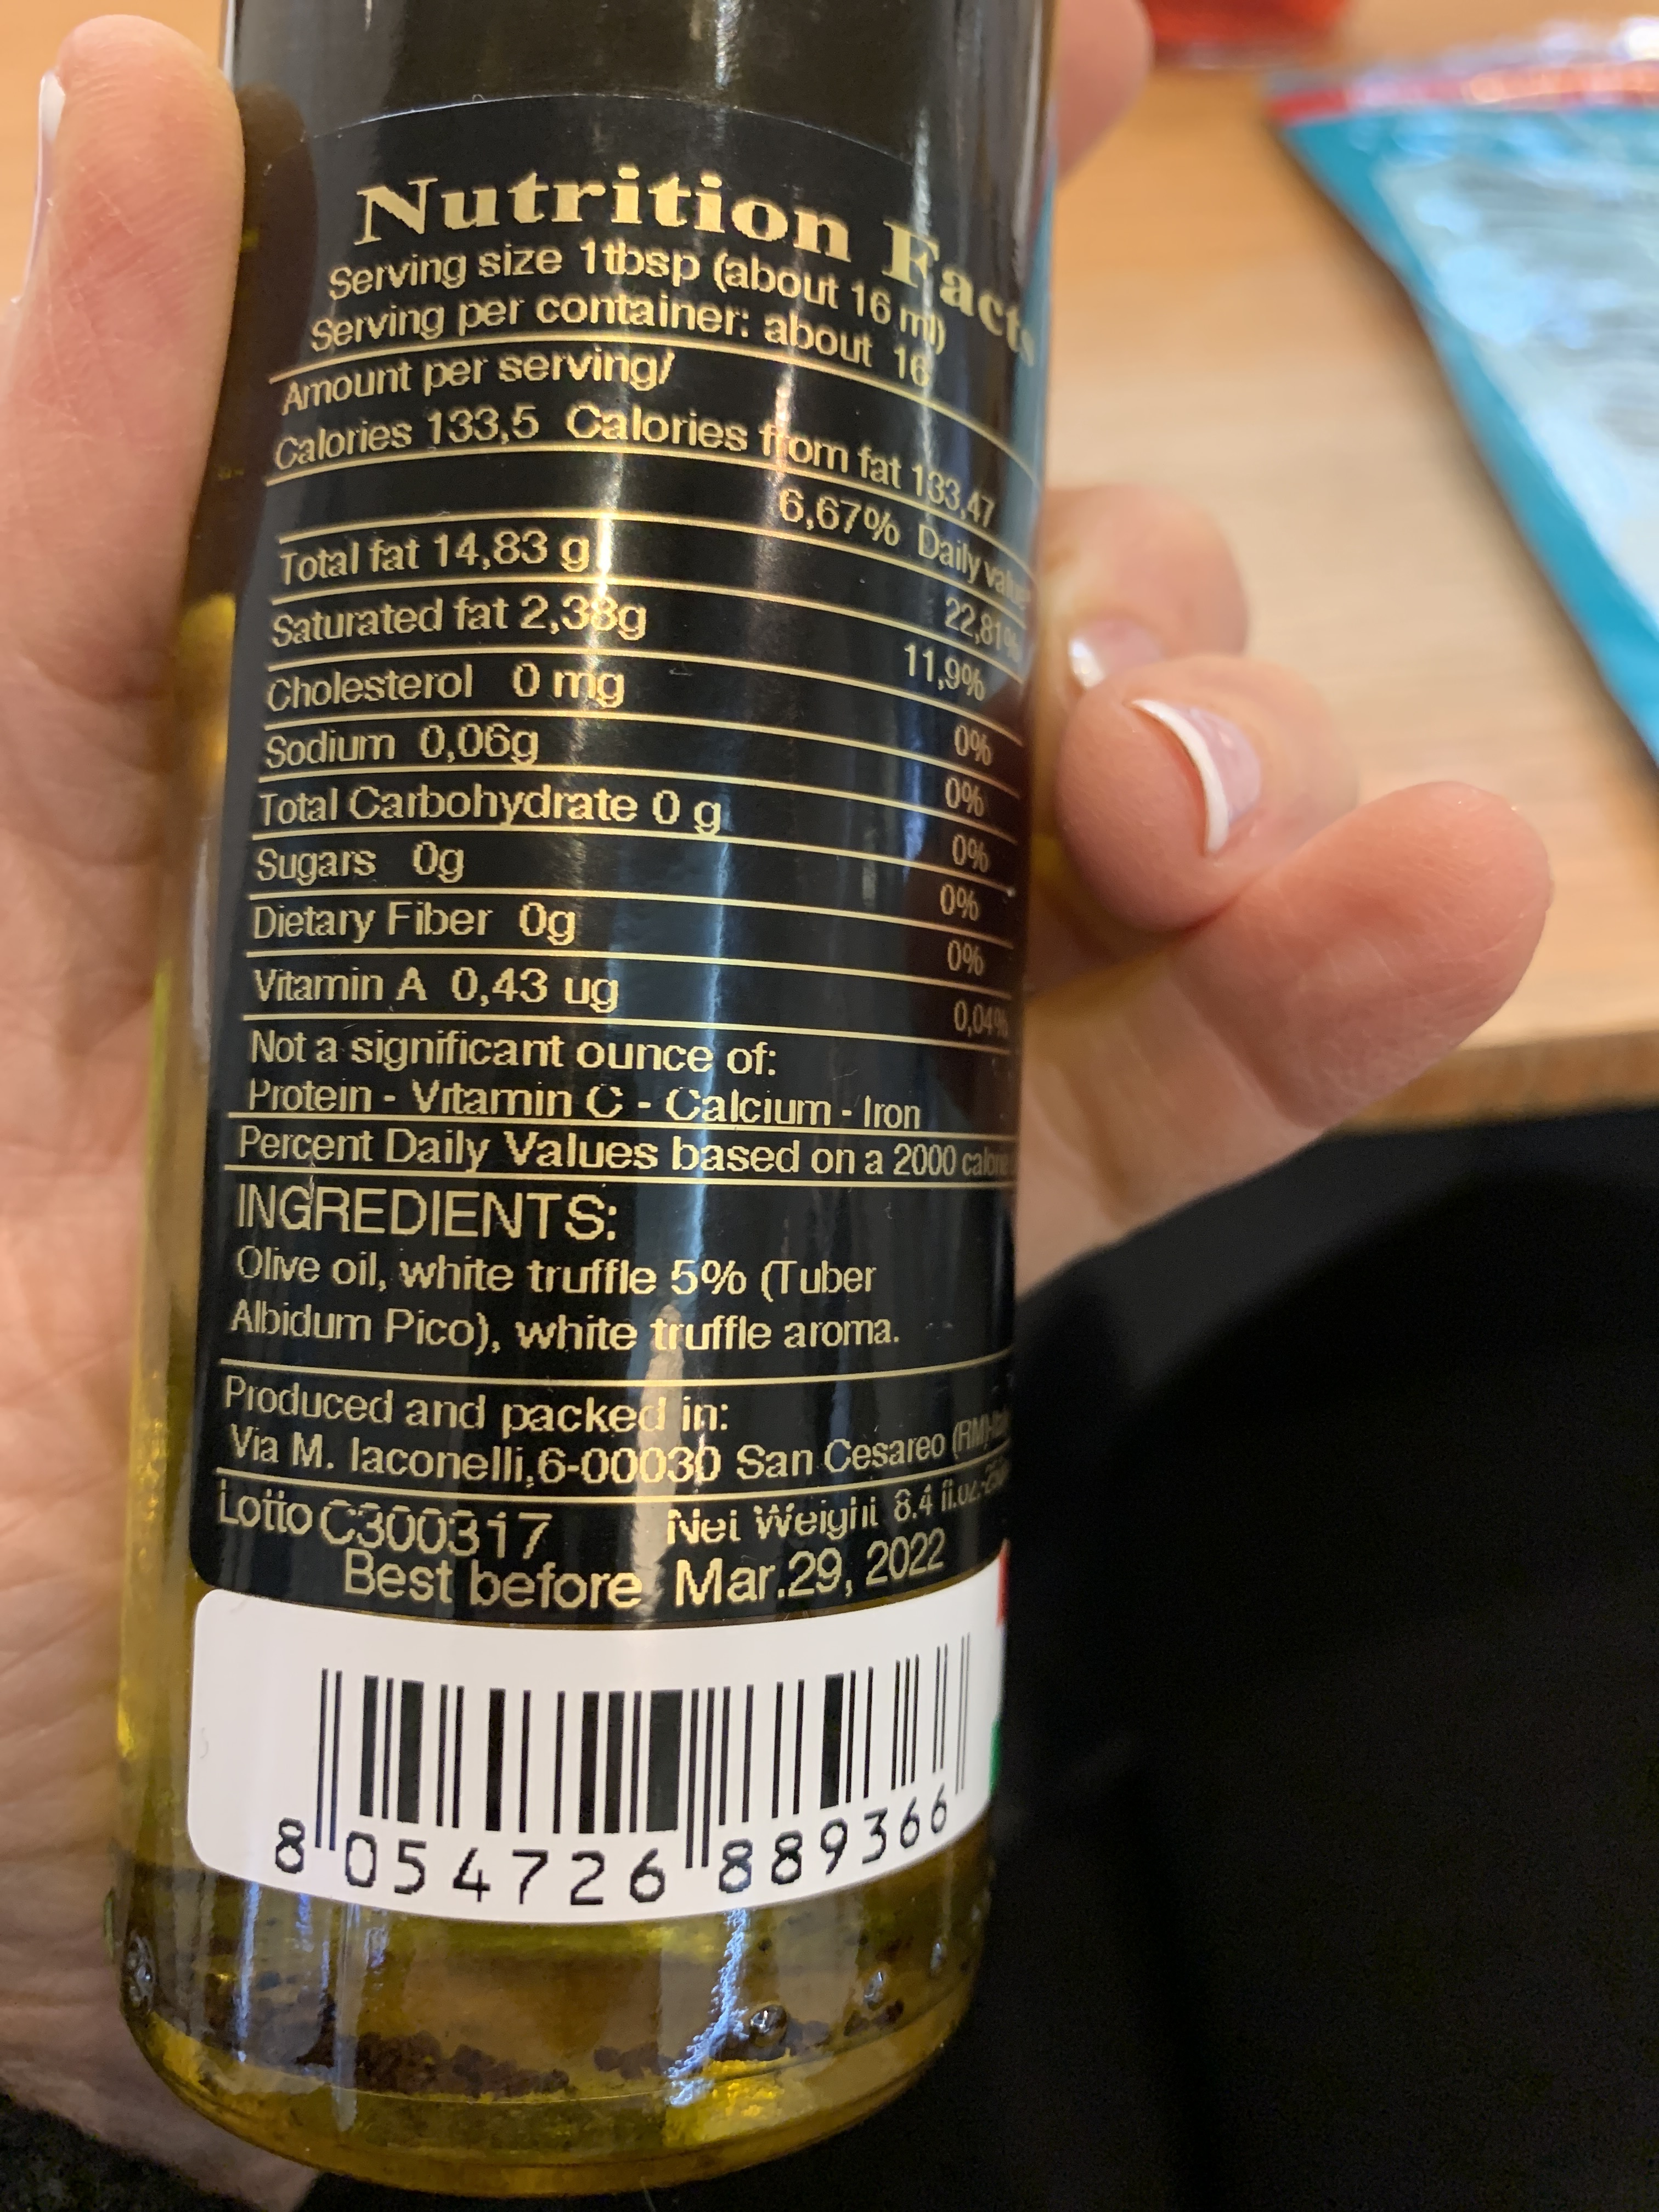 Nutrition Facts
Serving size 1tbsp (about 16 ml)
Serving per container: about 16
Amount per serving/
Calories 133,5 Calories from fat 133,47
6,67% Daily value
Total fat 14,83 g 22,81%
Saturated fat 2,38g 11,9%
Cholesterol 0 mg 0%
Sodium 0,06g 0%
Total Carbohydrate 0 g 0%
Sugars 0g 0%
Dietary Fiber 0g 0%
Vitamin A 0,43 ug 0,04%
Not a significant ounce of:
Protein - Vitamin C - Calcium - Iron
Percent Daily Values based on a 2000
INGREDIENTS:
Olive oil, white truffle 5% (Tuber
Albidum Pico), white truffle aroma.
Produced and packed in:
Via M. Iaconelli,6-00030 San Cesareo (RM)
Lotto C300317 Net Weight 8.4 fl.oz.
Best before Mar.29, 2022
8 054726 889366